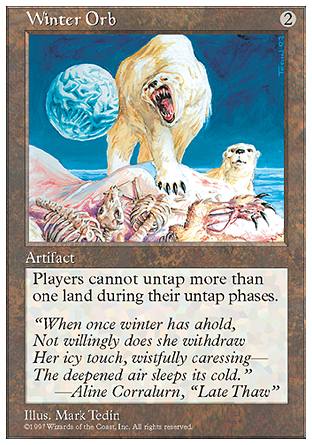 Winter Orb 2
Artifact
Players cannot untap more than
one land during their untap phases.
“When once winter has ahold,
Not willingly does she withdraw
Her icy touch, wistfully caressing—
The deepened air sleeps its cold.”
—Aline Corralurn, “Late Thaw”
Illus. Mark Tedin
©1997 Wizards of the Coast, Inc. All rights reserved.